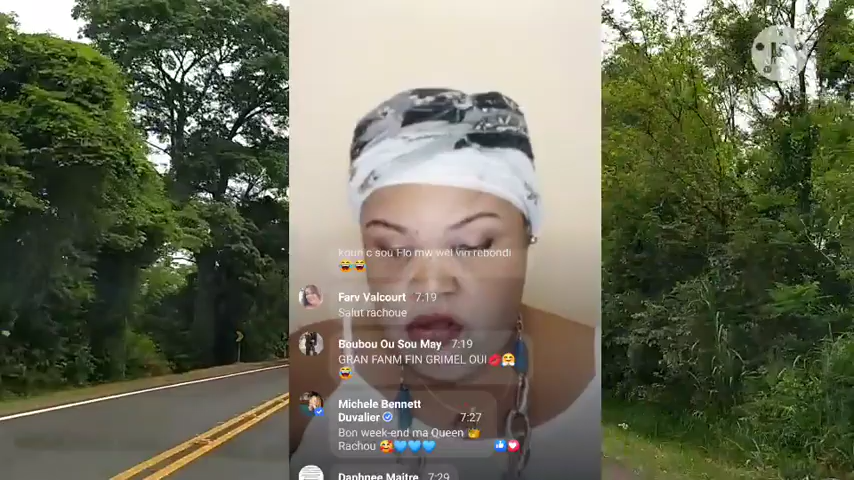 koun c sou Flo mw wel vin rebondi
😂😂
Farv Valcourt 7:19
Salut rachoue
Boubou Ou Sou May 7:19
GRAN FANM FIN GRIMEL OUI💋🤗
😅
Michele Bennett
Duvalier 7:27
Bon week-end ma Queen 👑
Rachou 🥰💙💙💙
Daphnee Maitre 7:29